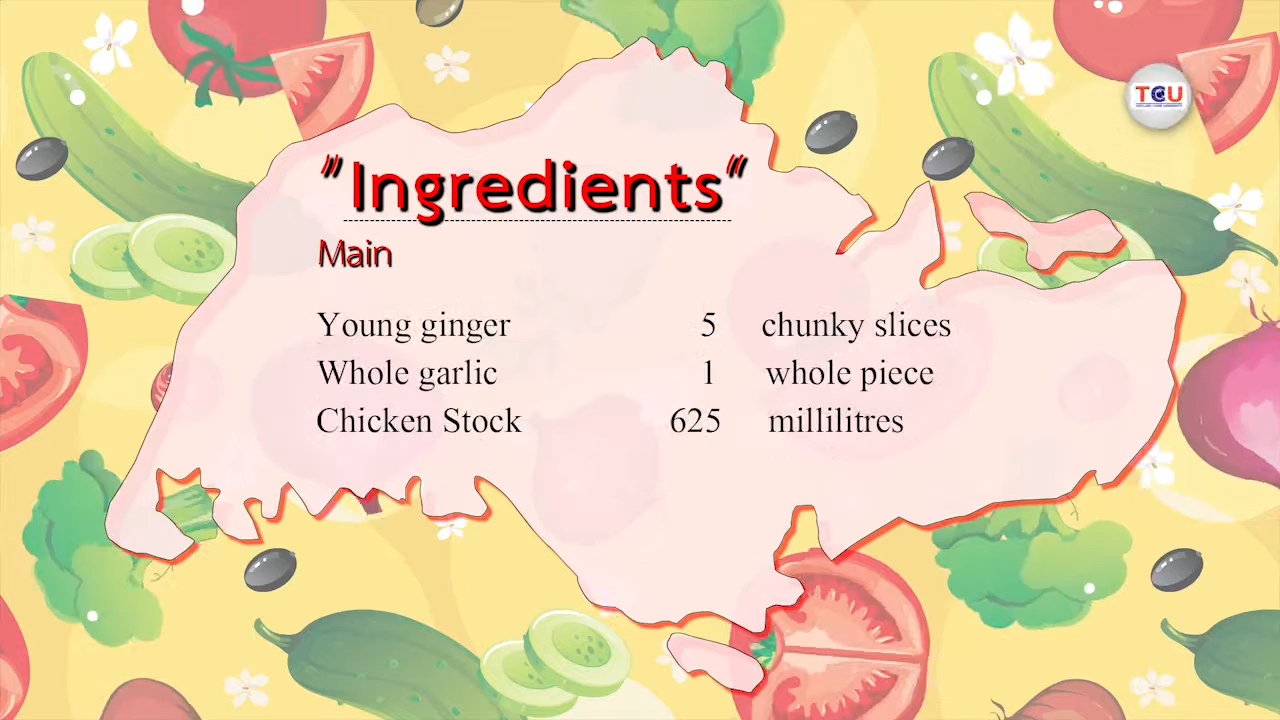 TCU
"Ingredients“
Main
Young ginger 5 chunky slices
Whole garlic 1 whole piece
Chicken Stock 625 millilitres